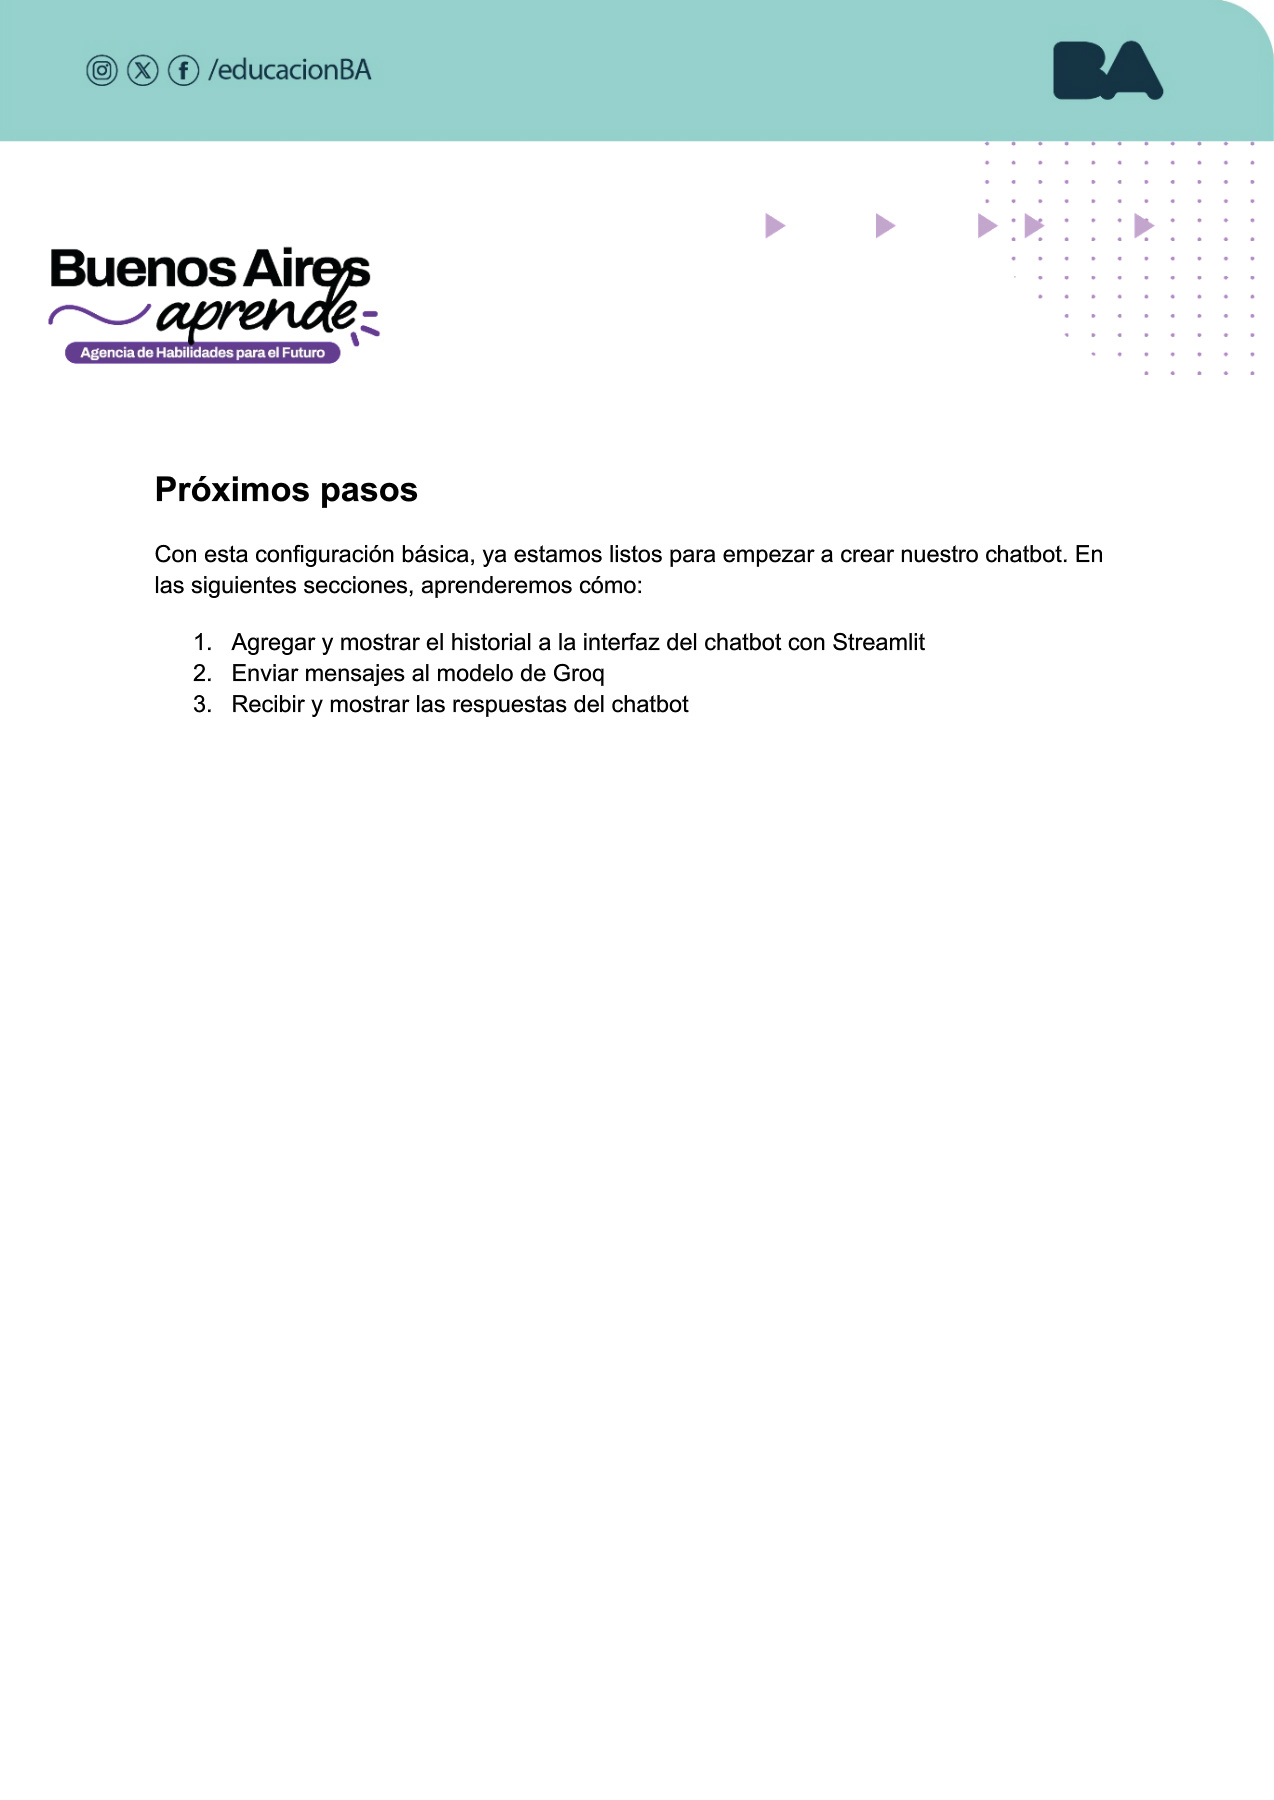 /educacionBA
BA
Buenos Aires
aprende
Agencia de Habilidades para el Futuro
Próximos pasos
Con esta configuración básica, ya estamos listos para empezar a crear nuestro chatbot. En
las siguientes secciones, aprenderemos cómo:
1. Agregar y mostrar el historial a la interfaz del chatbot con Streamlit
2. Enviar mensajes al modelo de Groq
3. Recibir y mostrar las respuestas del chatbot